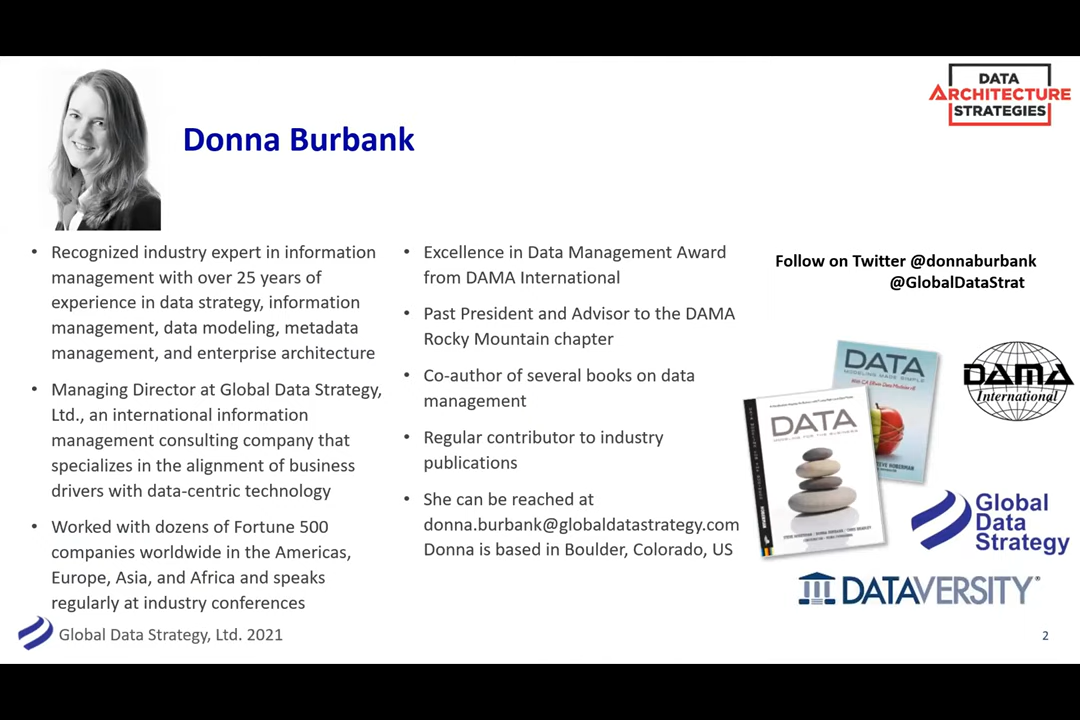 DATA
ARCHITECTURE
STRATEGIES
Donna Burbank
• Recognized industry expert in information
management with over 25 years of
experience in data strategy, information
management, data modeling, metadata
management, and enterprise architecture
• Managing Director at Global Data Strategy,
Ltd., an international information
management consulting company that
specializes in the alignment of business
drivers with data-centric technology
• Worked with dozens of Fortune 500
companies worldwide in the Americas,
Europe, Asia, and Africa and speaks
regularly at industry conferences
• Excellence in Data Management Award
from DAMA International
• Past President and Advisor to the DAMA
Rocky Mountain chapter
• Co-author of several books on data
management
• Regular contributor to industry
publications
• She can be reached at
donna.burbank@globaldatastrategy.com
Donna is based in Boulder, Colorado, US
Follow on Twitter @donnaburbank
@GlobalDataStrat
DATA
MODELING MADE SIMPLE
DATA
MODELING FOR THE BUSINESS
DAMA
International
Global
Data
Strategy
DATAVERSITY
Global Data Strategy, Ltd. 2021
2